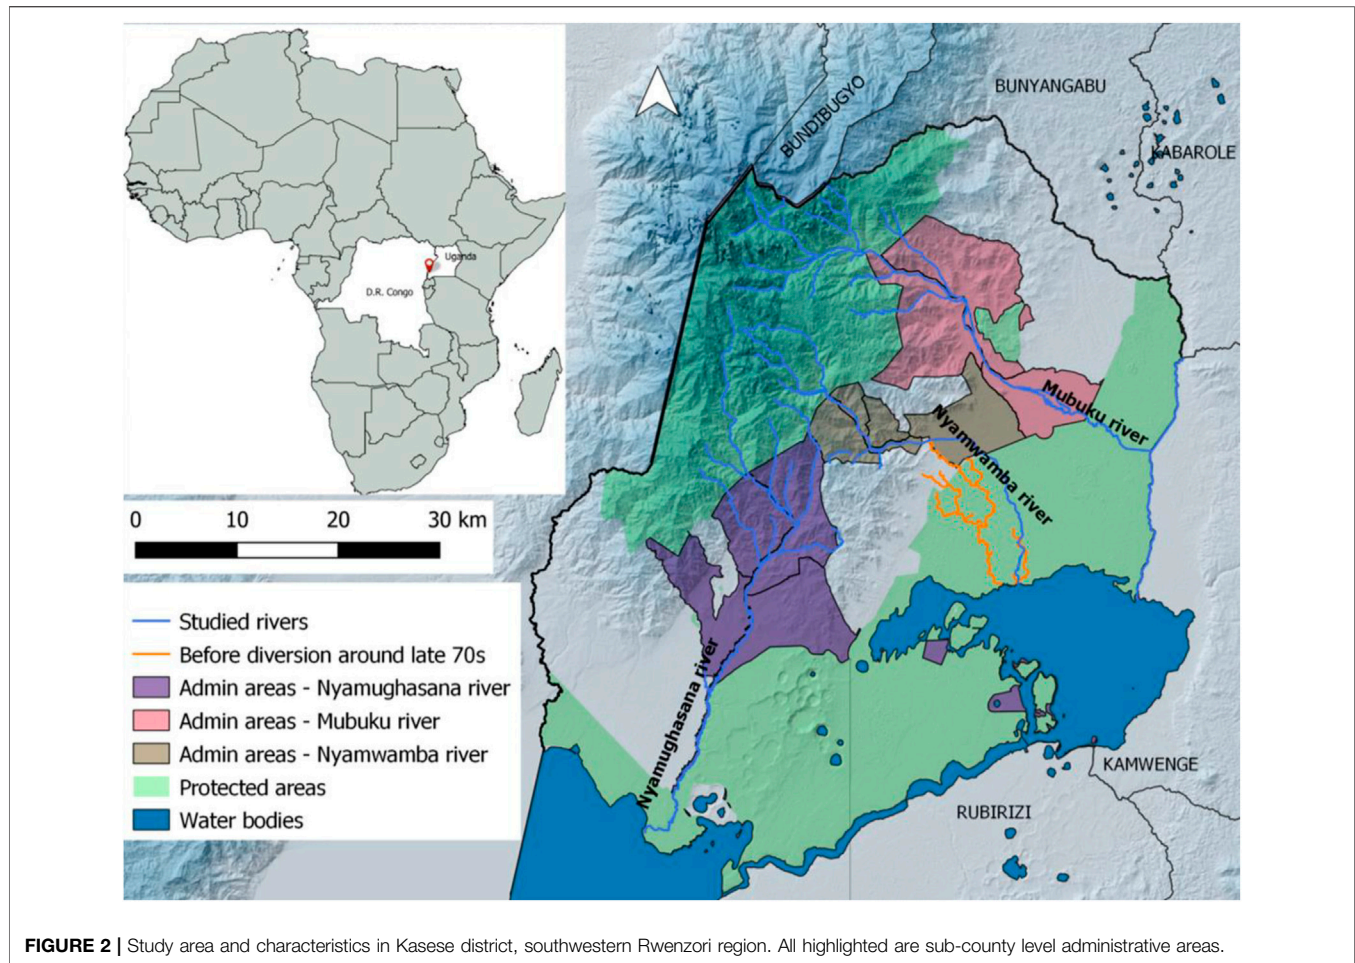 BUNYANGABU
BUNDIBUGYO
KABAROLE
Uganda
D.R. Congo
Mubuku river
Nyamwamba river
0 10 20 30 km
Studied rivers
Before diversion around late 70s
Admin areas - Nyamughasana river
Admin areas - Mubuku river
Admin areas - Nyamwamba river
Protected areas
Water bodies
Nyamughasana river
KAMWENGE
RUBIRIZI
FIGURE 2 | Study area and characteristics in Kasese district, southwestern Rwenzori region. All highlighted are sub-county level administrative areas.